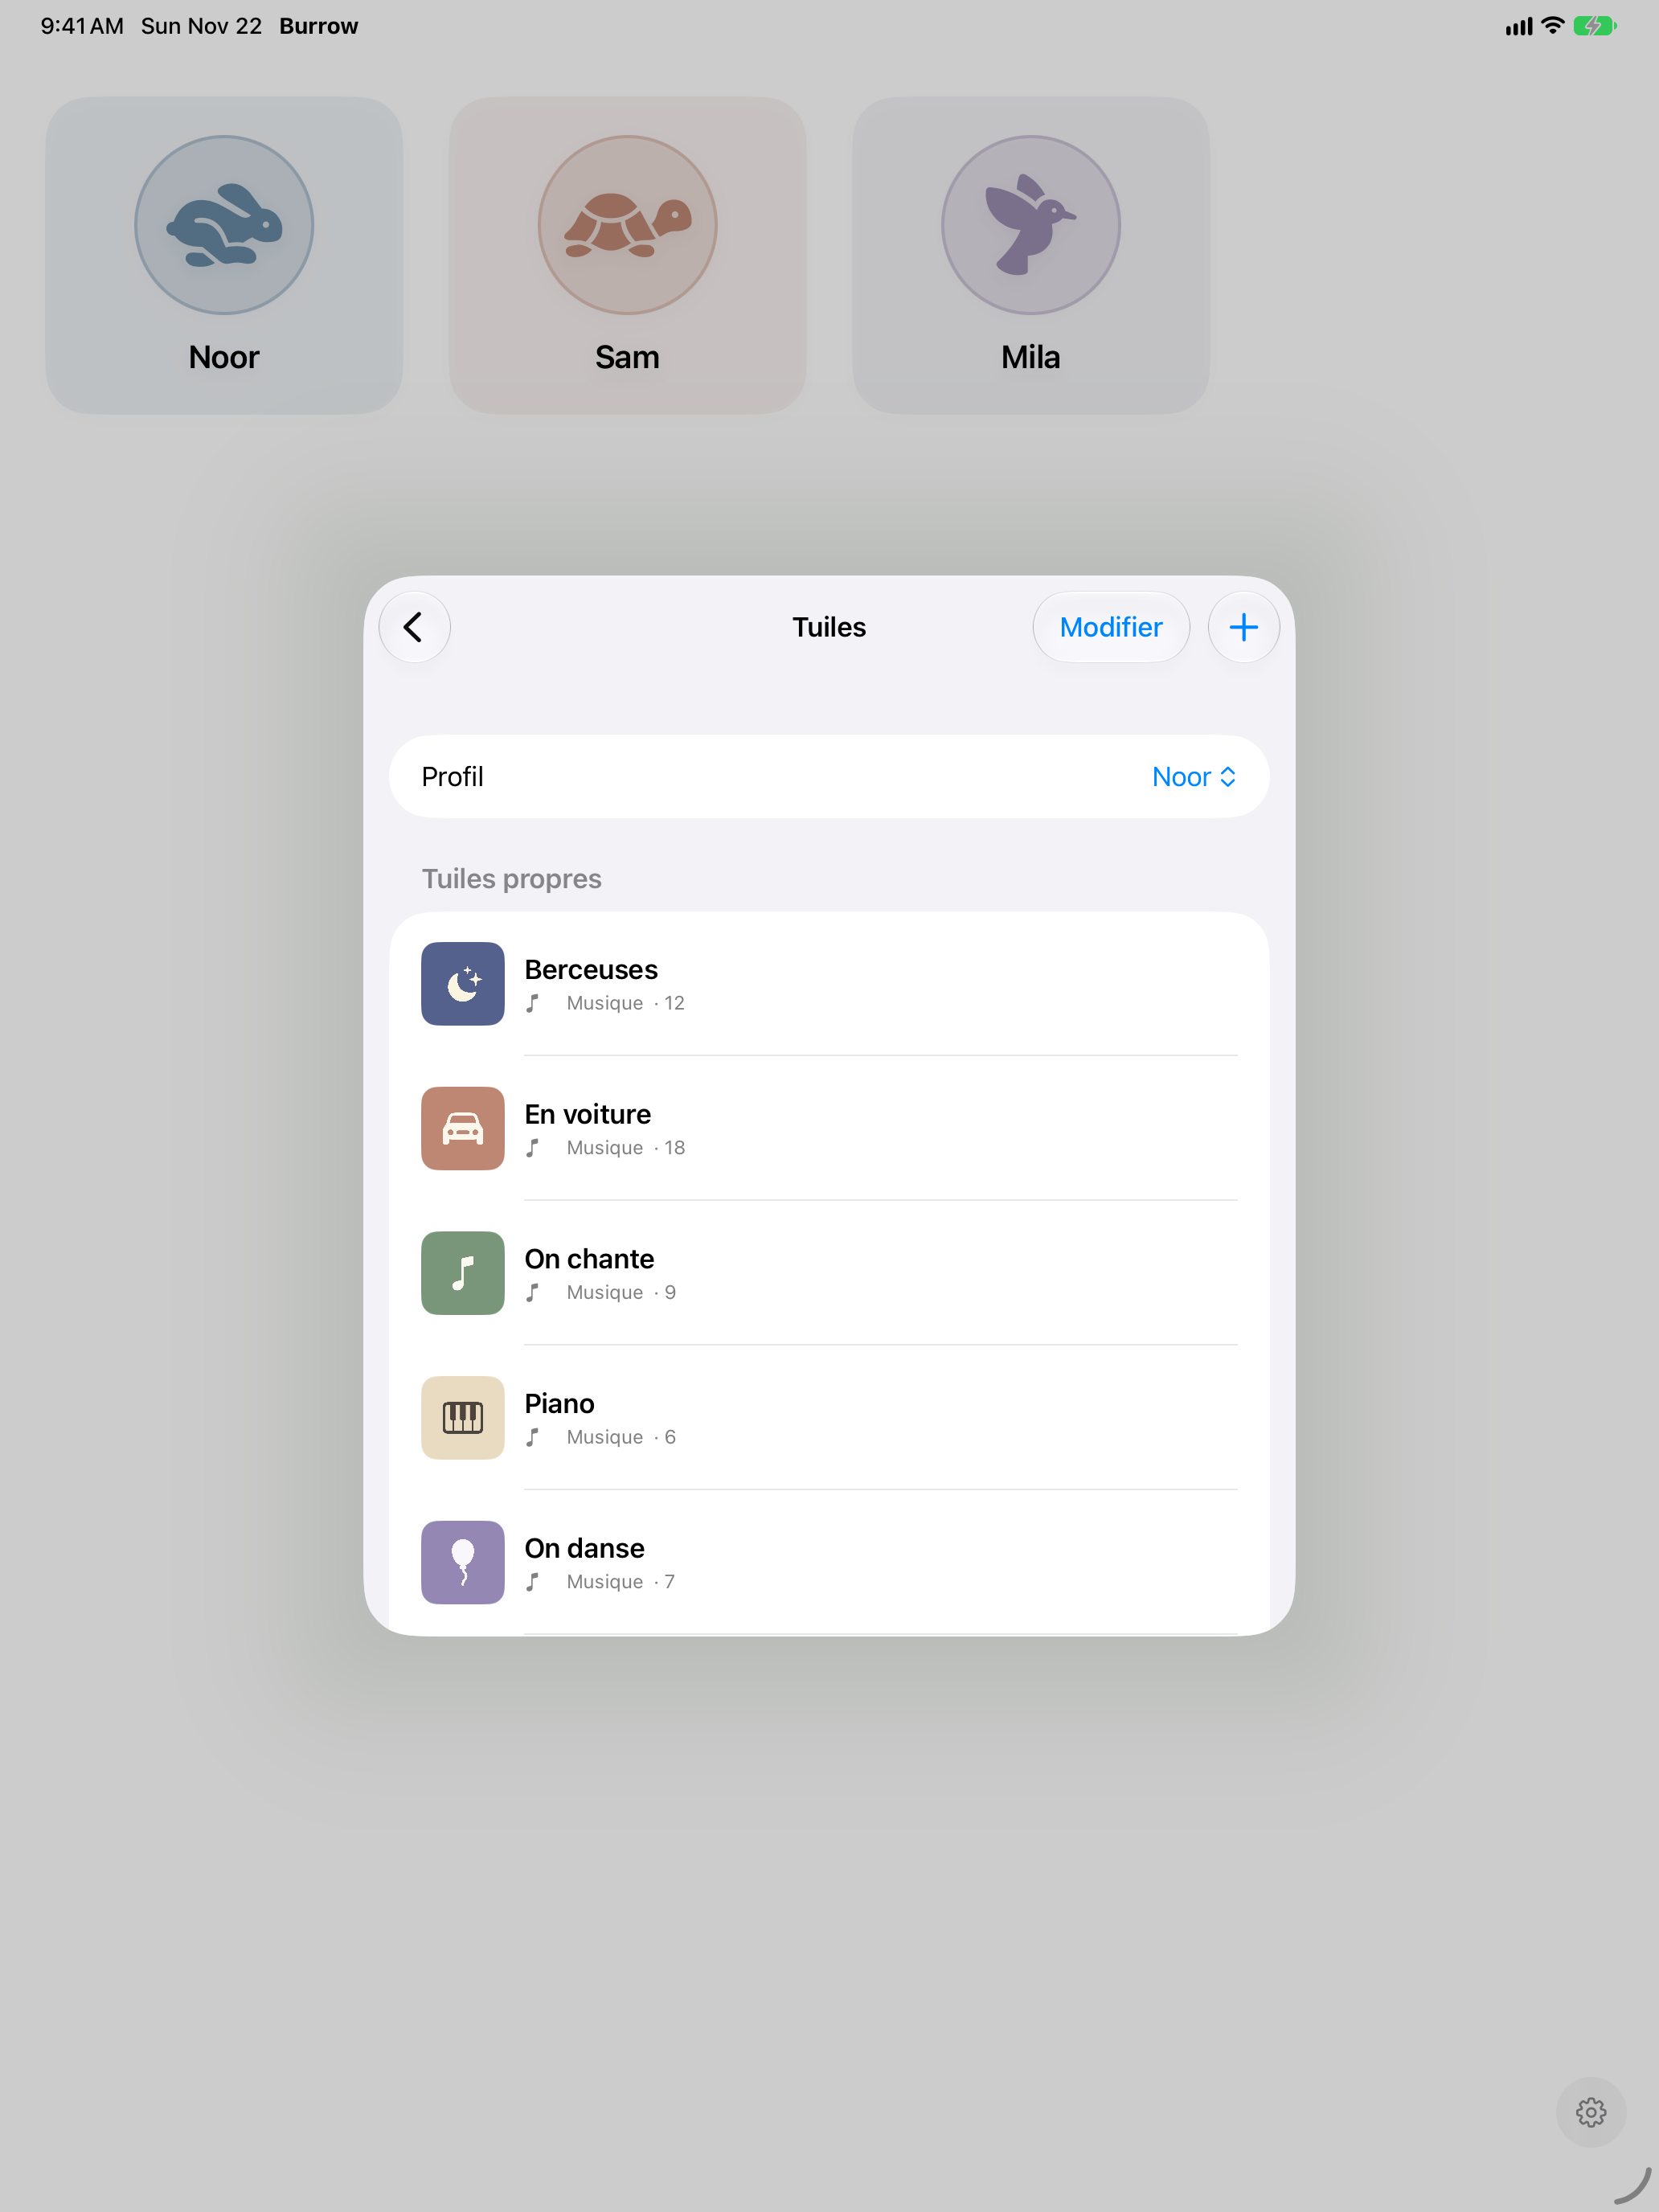 9:41 AM Sun Nov 22 Burrow
Noor Sam Mila
Tuiles Modifier
Profil Noor
Tuiles propres
Berceuses
Musique · 12
En voiture
Musique · 18
On chante
Musique · 9
Piano
Musique · 6
On danse
Musique · 7